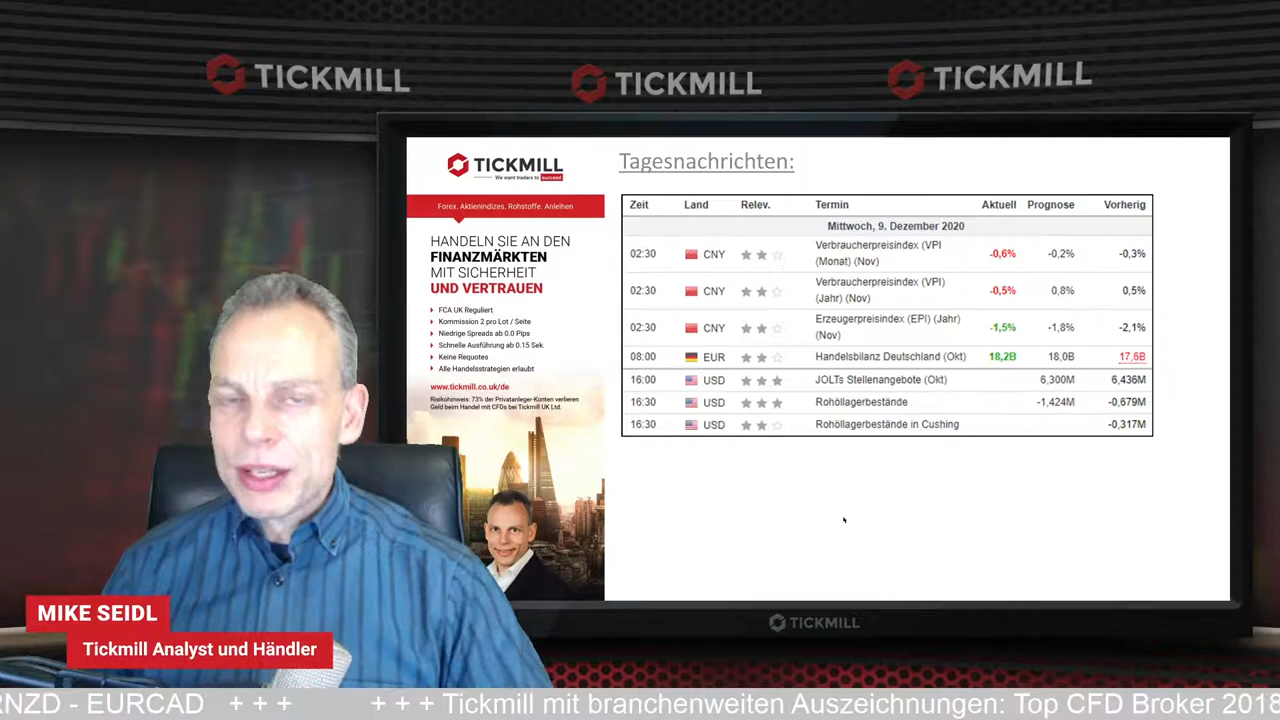 TICKMILL
TICKMILL
TICKMILL
TICKMILL
We want traders to succeed
Forex. Aktienindizes. Rohstoffe. Anleihen
HANDELN SIE AN DEN
FINANZMÄRKTEN
MIT SICHERHEIT
UND VERTRAUEN
FCA UK Reguliert
Kommission 2 pro Lot / Seite
Niedrige Spreads ab 0.0 Pips
Schnelle Ausführung ab 0.15 Sek.
Keine Requotes
Alle Handelsstrategien erlaubt
www.tickmill.co.uk/de
Risikohinweis: 73% der Privatanleger-Konten verlieren
Geld beim Handel mit CFDs bei Tickmill UK Ltd.
Tagesnachrichten:
Zeit Land Relev. Termin Aktuell Prognose Vorherig
Mittwoch, 9. Dezember 2020
02:30 CNY Verbraucherpreisindex (VPI) -0,6% -0,2% -0,3%
(Monat) (Nov)
02:30 CNY Verbraucherpreisindex (VPI) -0,5% 0,8% 0,5%
(Jahr) (Nov)
02:30 CNY Erzeugerpreisindex (EPI) (Jahr) -1,5% -1,8% -2,1%
(Nov)
08:00 EUR Handelsbilanz Deutschland (Okt) 18,2B 18,0B 17,6B
16:00 USD JOLTs Stellenangebote (Okt) 6,300M 6,436M
16:30 USD Rohöllagerbestände -1,424M -0,679M
16:30 USD Rohöllagerbestände in Cushing -0,317M
TICKMILL
MIKE SEIDL
Tickmill Analyst und Händler
RNZD - EURCAD + + + + + + Tickmill mit branchenweiten Auszeichnungen: Top CFD Broker 2018